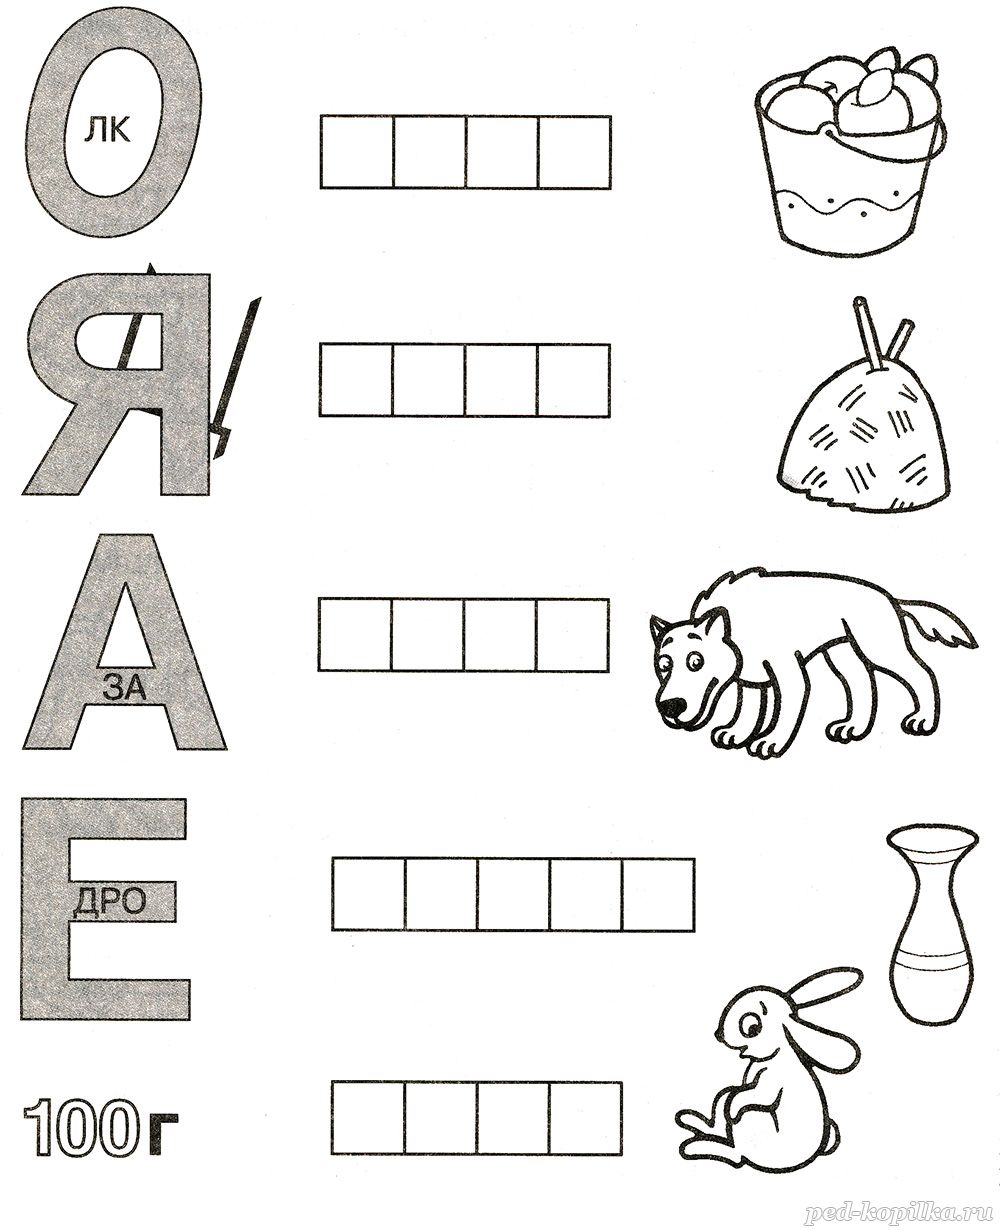 О
ЛК
Я Ц
А
ЗА
Е
ДРО
100г
ped-kopilka.ru